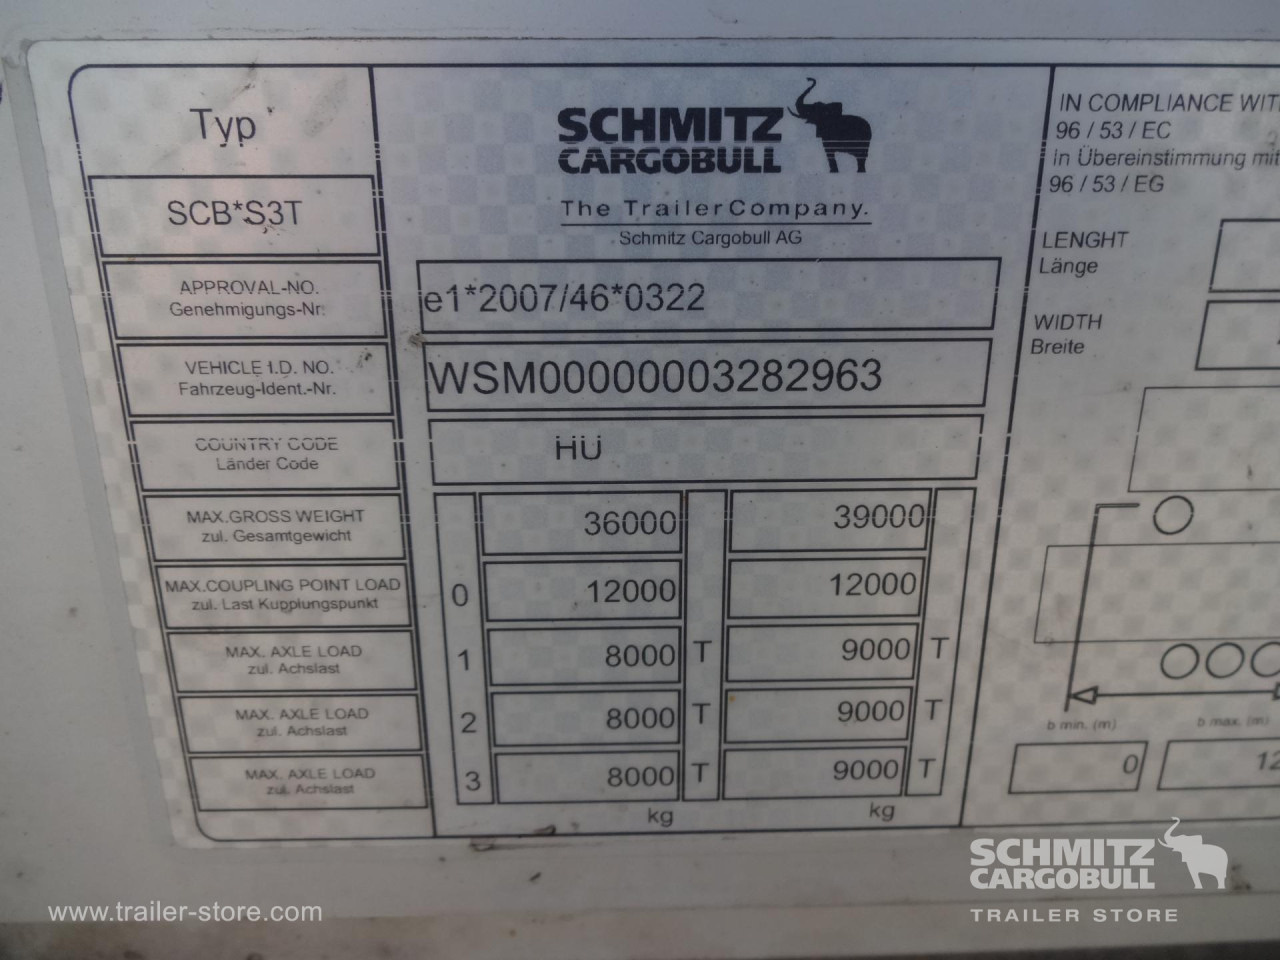 Typ
SCB*S3T
APPROVAL-NO.
Genehmigungs-Nr.
VEHICLE I.D. NO.
Fahrzeug-Ident.-Nr.
COUNTRY CODE
Länder Code
MAX.GROSS WEIGHT
zul. Gesamtgewicht
MAX.COUPLING POINT LOAD
zul. Last Kupplungspunkt
MAX. AXLE LOAD
zul. Achslast
MAX. AXLE LOAD
zul. Achslast
MAX. AXLE LOAD
zul. Achslast
SCHMITZ
CARGOBULL
The Trailer Company.
Schmitz Cargobull AG
e1*2007/46*0322
WSM00000003282963
HU
36000 39000
0 12000 12000
1 8000 T 9000 T
2 8000 T 9000 T
3 8000 T 9000 T
kg kg
IN COMPLIANCE WIT
96 / 53 / EC
In Übereinstimmung mit
96 / 53 / EG
LENGHT
Länge
WIDTH
Breite
b min. (m) b max. (m)
0 12
www.trailer-store.com
SCHMITZ
CARGOBULL
TRAILER STORE